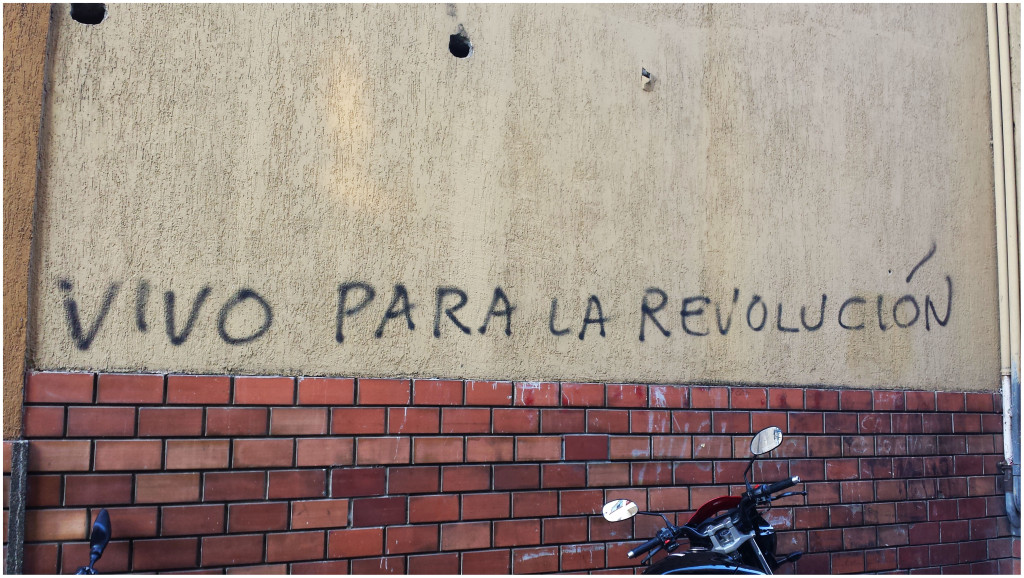 VIVO PARA LA REVOLUCIÓN